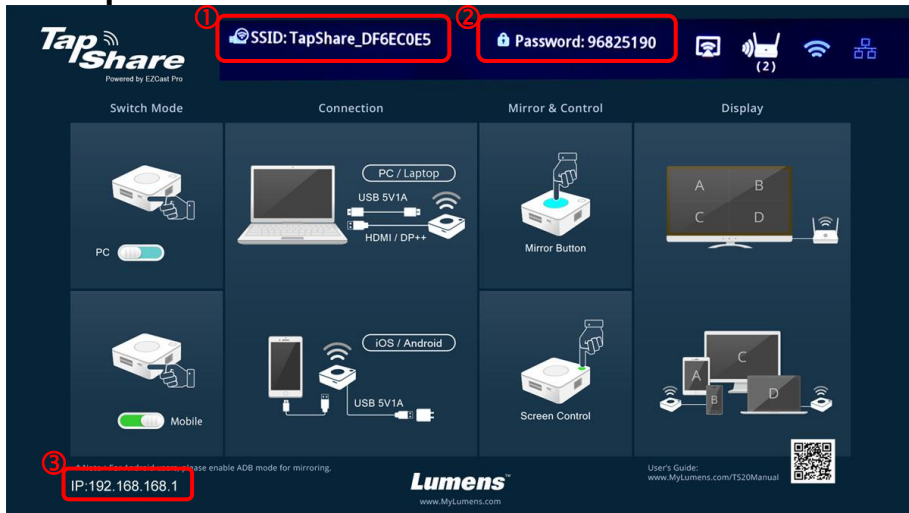 ①
②
Tap
Share
Powered by EZCast Pro
SSID: TapShare_DF6EC0E5
Password: 96825190
(2)
Switch Mode
Connection
Mirror & Control
Display
PC / Laptop
USB 5V1A
HDMI / DP++
PC
Mirror Button
A B
C D
iOS / Android
USB 5V1A
Mobile
Screen Control
C
A
B
D
③
* Note : For Android users, please enable ADB mode for mirroring.
IP:192.168.168.1
Lumens™
www.MyLumens.com
User's Guide:
www.MyLumens.com/TS20Manual